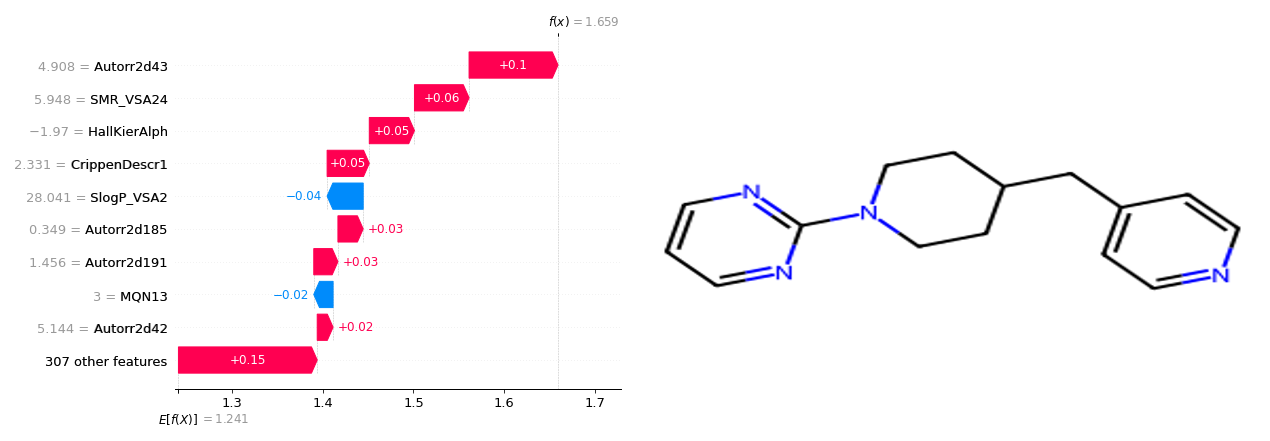 f(x) = 1.659
4.908 = Autorr2d43
+0.1
5.948 = SMR_VSA24
+0.06
−1.97 = HallKierAlph
+0.05
2.331 = CrippenDescr1
+0.05
28.041 = SlogP_VSA2
−0.04
0.349 = Autorr2d185
+0.03
1.456 = Autorr2d191
+0.03
3 = MQN13
−0.02
5.144 = Autorr2d42
+0.02
307 other features
+0.15
1.3 1.4 1.5 1.6 1.7
E[f(X)] = 1.241
N
N
N
N